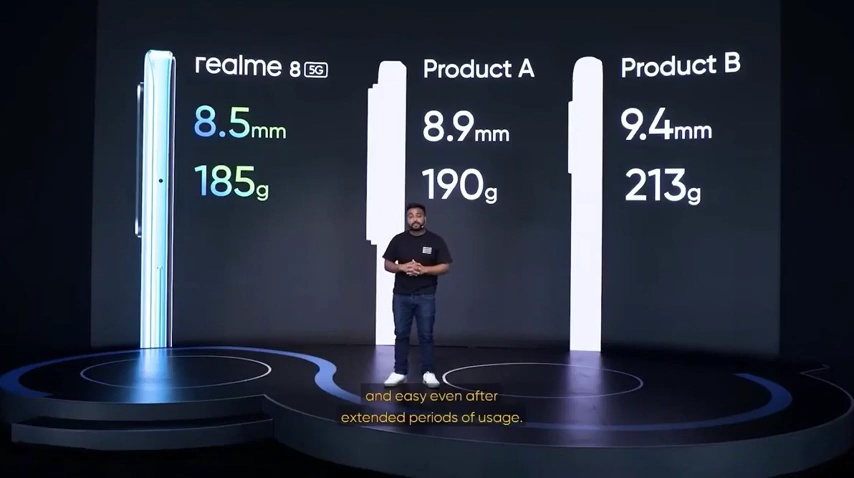 realme 8 5G
8.5mm
185g
Product A
8.9mm
190g
Product B
9.4mm
213g
and easy even after
extended periods of usage.